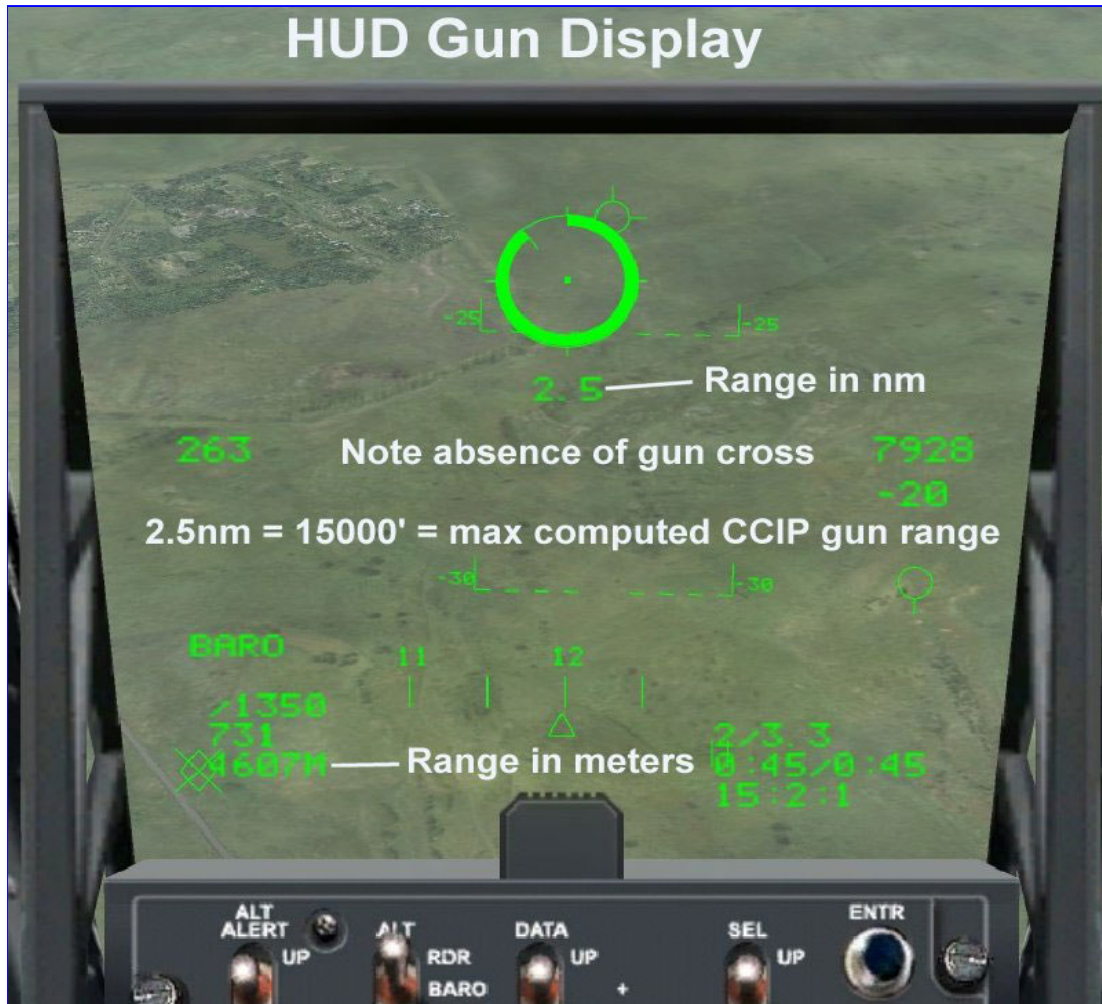 HUD Gun Display
-25 -25
2.5 Range in nm
263 Note absence of gun cross 7928
-20
2.5nm = 15000' = max computed CCIP gun range
-30 -30
BARO
11 12
/1350
731 2/3.3
4607M Range in meters 0:45/0:45
15:2:1
ALT ALERT UP
ALT RDR BARO
DATA UP
+
SEL UP
ENTR